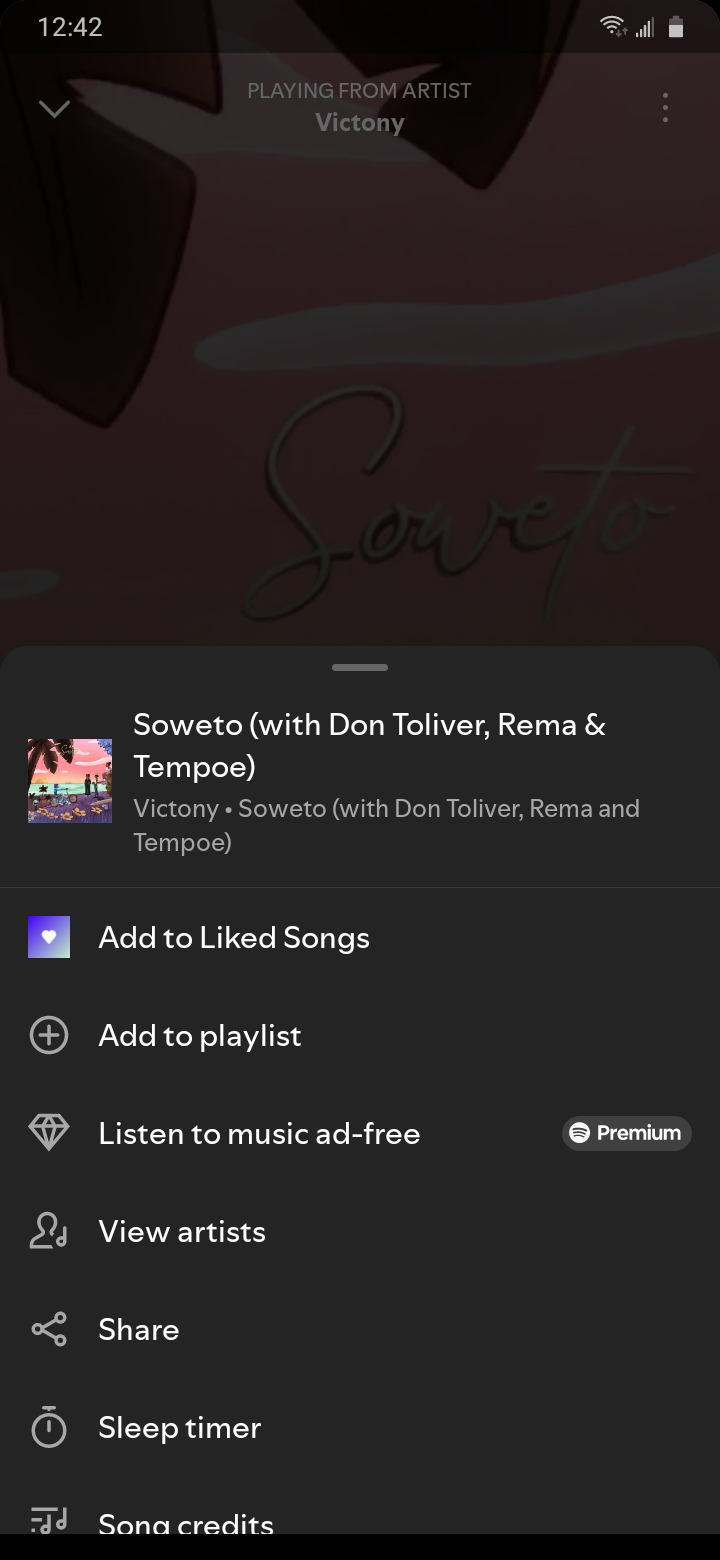 12:42
PLAYING FROM ARTIST
Victony
Soweto
Soweto (with Don Toliver, Rema &
Tempoe)
Victony • Soweto (with Don Toliver, Rema and
Tempoe)
Add to Liked Songs
Add to playlist
Listen to music ad-free
Premium
View artists
Share
Sleep timer
Song credits